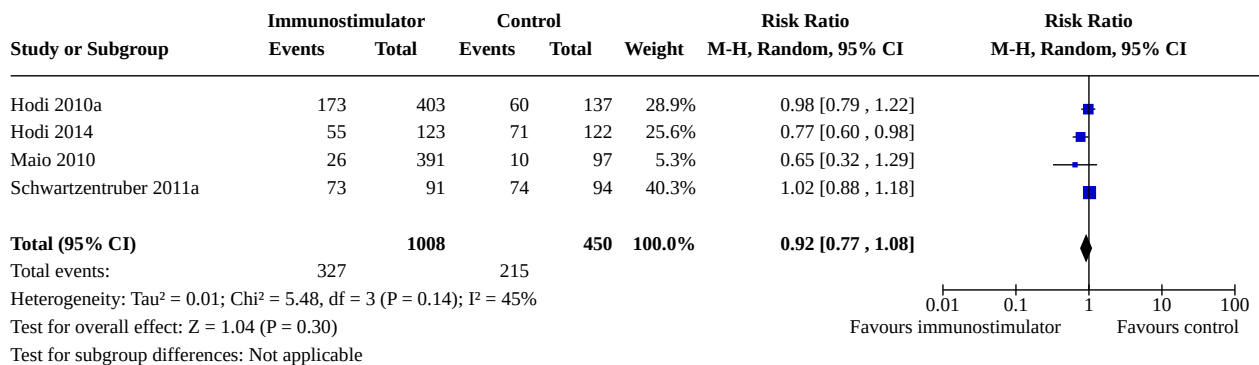 Immunostimulator Control Risk Ratio Risk Ratio
Study or Subgroup Events Total Events Total Weight M-H, Random, 95% CI M-H, Random, 95% CI
Hodi 2010a 173 403 60 137 28.9% 0.98 [0.79 , 1.22]
Hodi 2014 55 123 71 122 25.6% 0.77 [0.60 , 0.98]
Maio 2010 26 391 10 97 5.3% 0.65 [0.32 , 1.29]
Schwartzentruber 2011a 73 91 74 94 40.3% 1.02 [0.88 , 1.18]
Total (95% CI) 1008 450 100.0% 0.92 [0.77 , 1.08]
Total events: 327 215
Heterogeneity: Tau² = 0.01; Chi² = 5.48, df = 3 (P = 0.14); I² = 45%
0.01 0.1 1 10 100
Test for overall effect: Z = 1.04 (P = 0.30) Favours immunostimulator Favours control
Test for subgroup differences: Not applicable